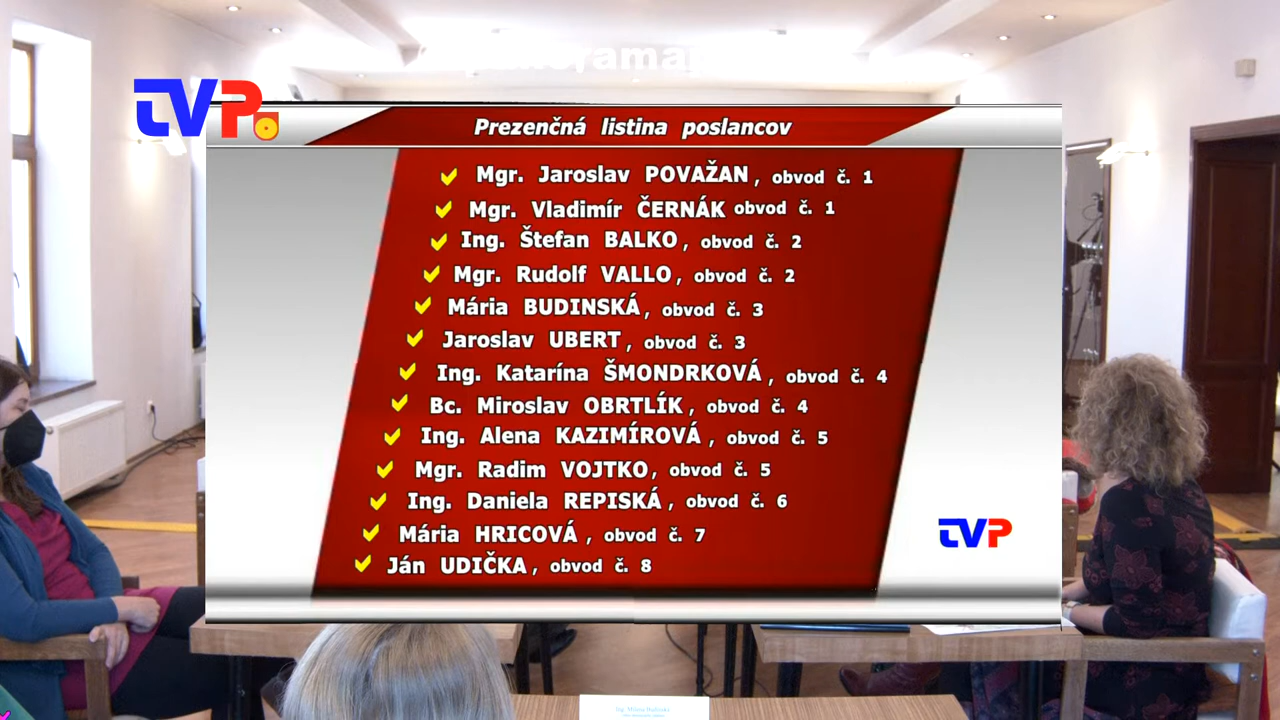 TVP
Prezenčná listina poslancov
Mgr. Jaroslav POVAŽAN, obvod č. 1
Mgr. Vladimír ČERNÁK obvod č. 1
Ing. Štefan BALKO, obvod č. 2
Mgr. Rudolf VALLO, obvod č. 2
Mária BUDINSKÁ, obvod č. 3
Jaroslav UBERT, obvod č. 3
Ing. Katarína ŠMONDRKOVÁ, obvod č. 4
Bc. Miroslav OBRTLÍK, obvod č. 4
Ing. Alena KAZIMÍROVÁ, obvod č. 5
Mgr. Radim VOJTKO, obvod č. 5
Ing. Daniela REPISKÁ, obvod č. 6
Mária HRICOVÁ, obvod č. 7
Ján UDIČKA, obvod č. 8
TVP